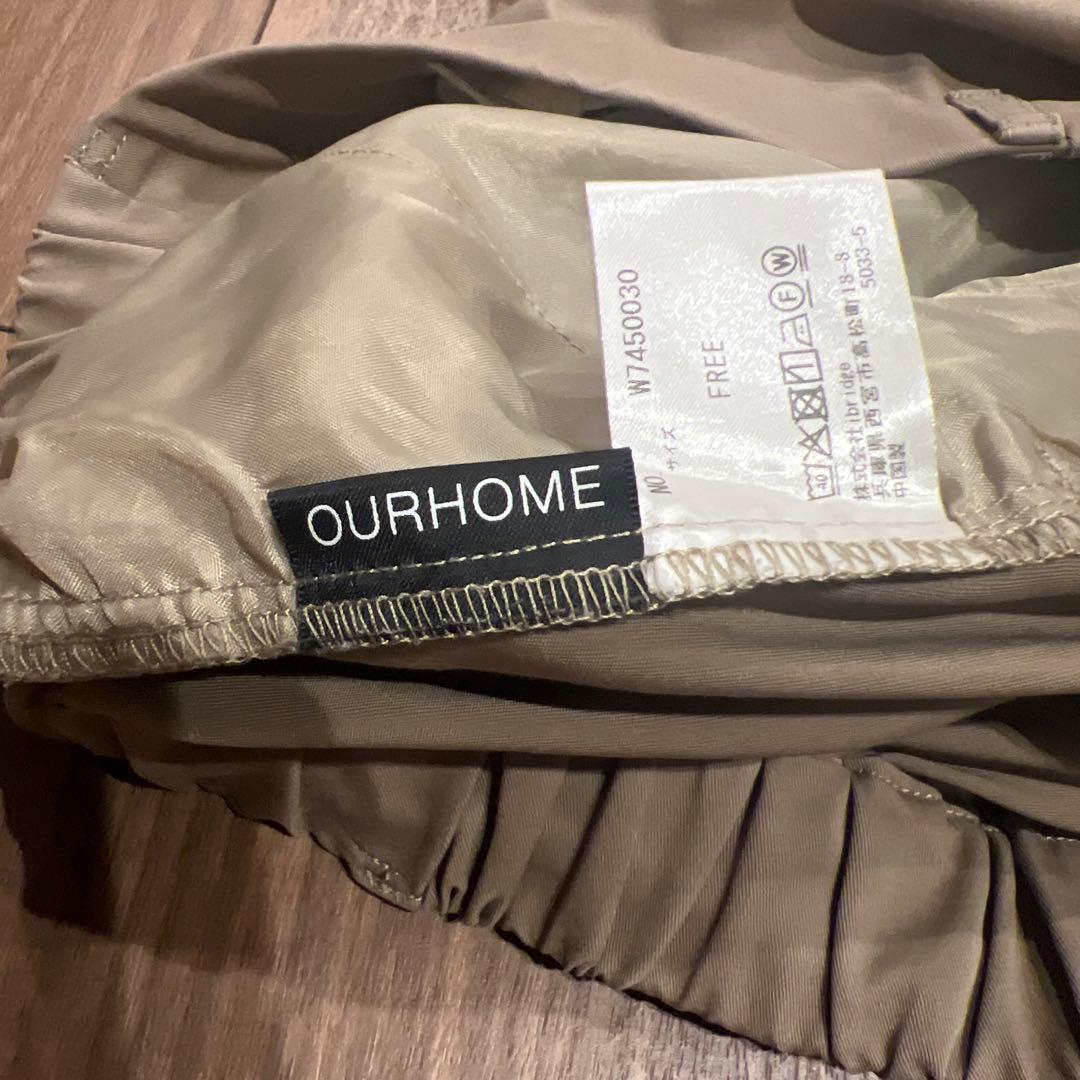 OURHOME
NO W7450030
サイズ FREE
40 F W
株式会社ibridge
兵庫県西宮市高松町18-8
5033-5
中国製